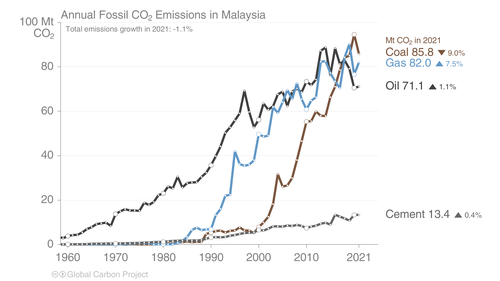 Annual Fossil CO₂ Emissions in Malaysia
100 Mt
CO₂
Total emissions growth in 2021: -1.1%
80
60
40
20
0
1960
1970
1980
1990
2000
2010
2021
Mt CO₂ in 2021
Coal 85.8 ▼ 9.0%
Gas 82.0 ▲ 7.5%
Oil 71.1 ▲ 1.1%
Cement 13.4 ▲ 0.4%
Global Carbon Project